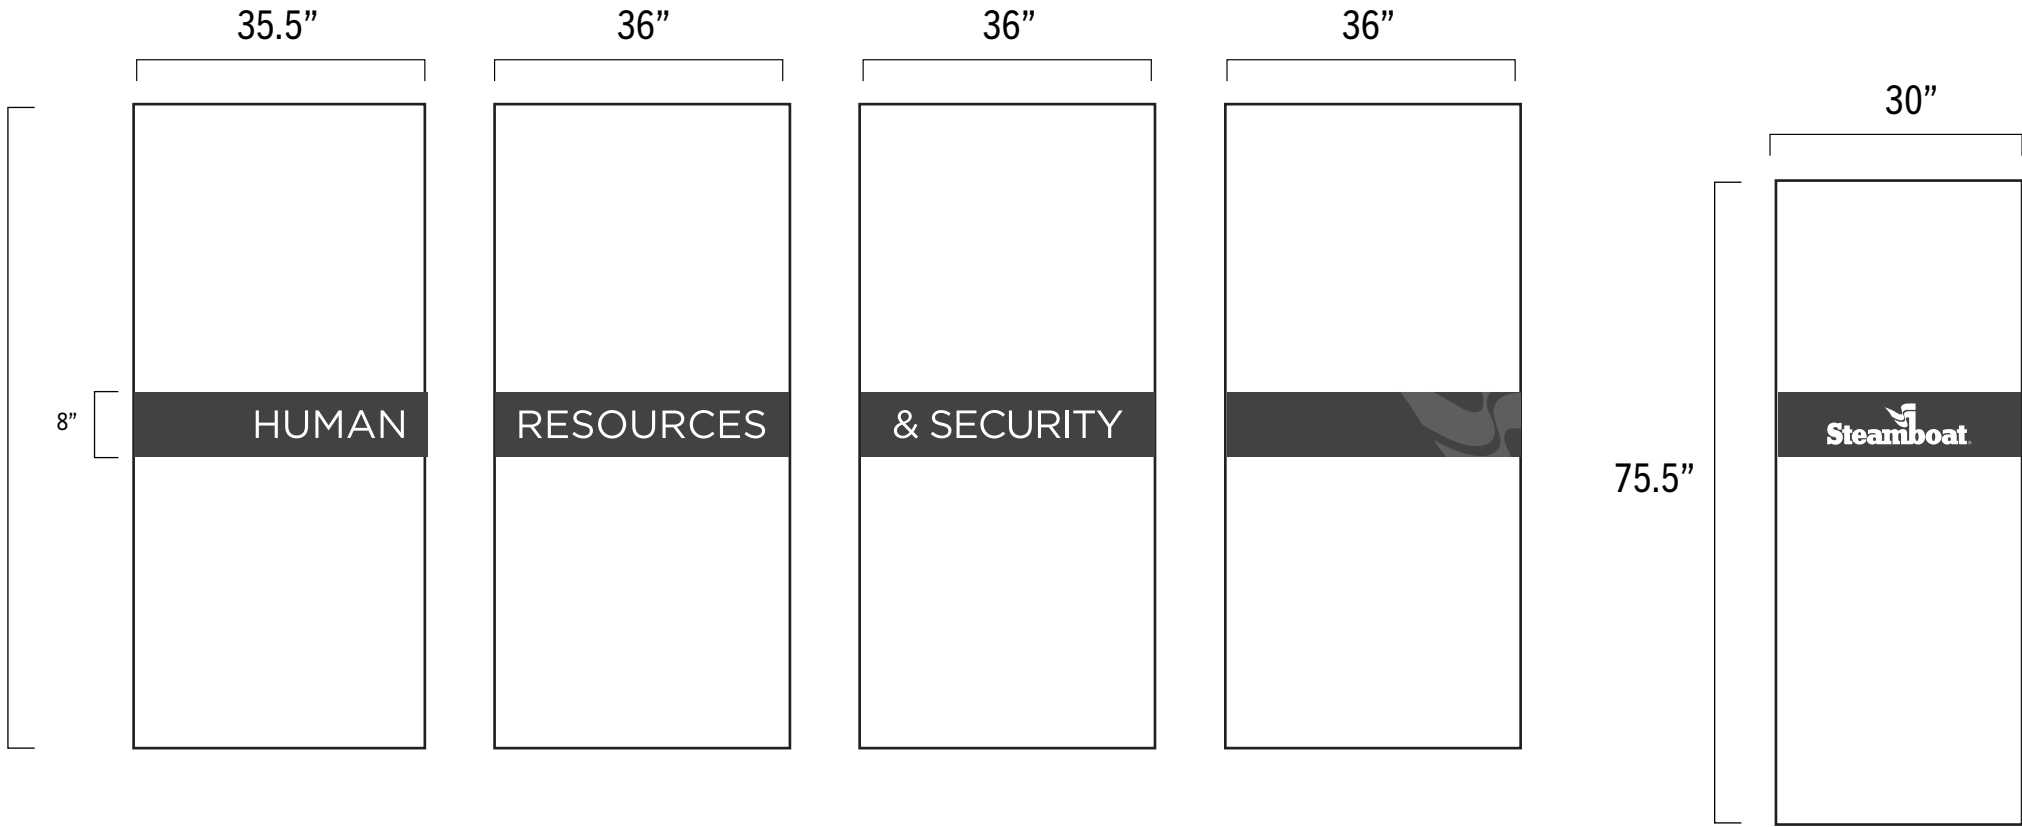 35.5” 36” 36” 36”
30”
8” HUMAN RESOURCES & SECURITY Steamboat
75.5”